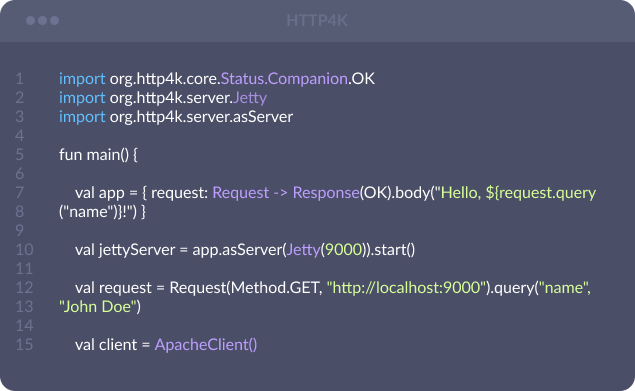 HTTP4K
1 import org.http4k.core.Status.Companion.OK
2 import org.http4k.server.Jetty
3 import org.http4k.server.asServer
4
5 fun main() {
6
7 val app = { request: Request -> Response(OK).body("Hello, ${request.query
8 ("name")}!") }
9
10 val jettyServer = app.asServer(Jetty(9000)).start()
11
12 val request = Request(Method.GET, "http://localhost:9000").query("name",
13 "John Doe")
14
15 val client = ApacheClient()